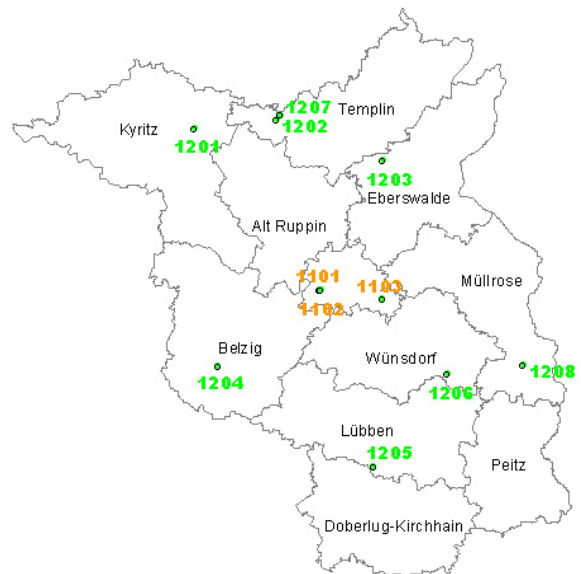 1207
Templin
Kyritz
1202
1201
1203
Eberswalde
Alt Ruppin
1101
1103
Müllrose
1102
Belzig
Wünsdorf
1204
1208
1206
Lübben
1205
Peitz
Doberlug-Kirchhain